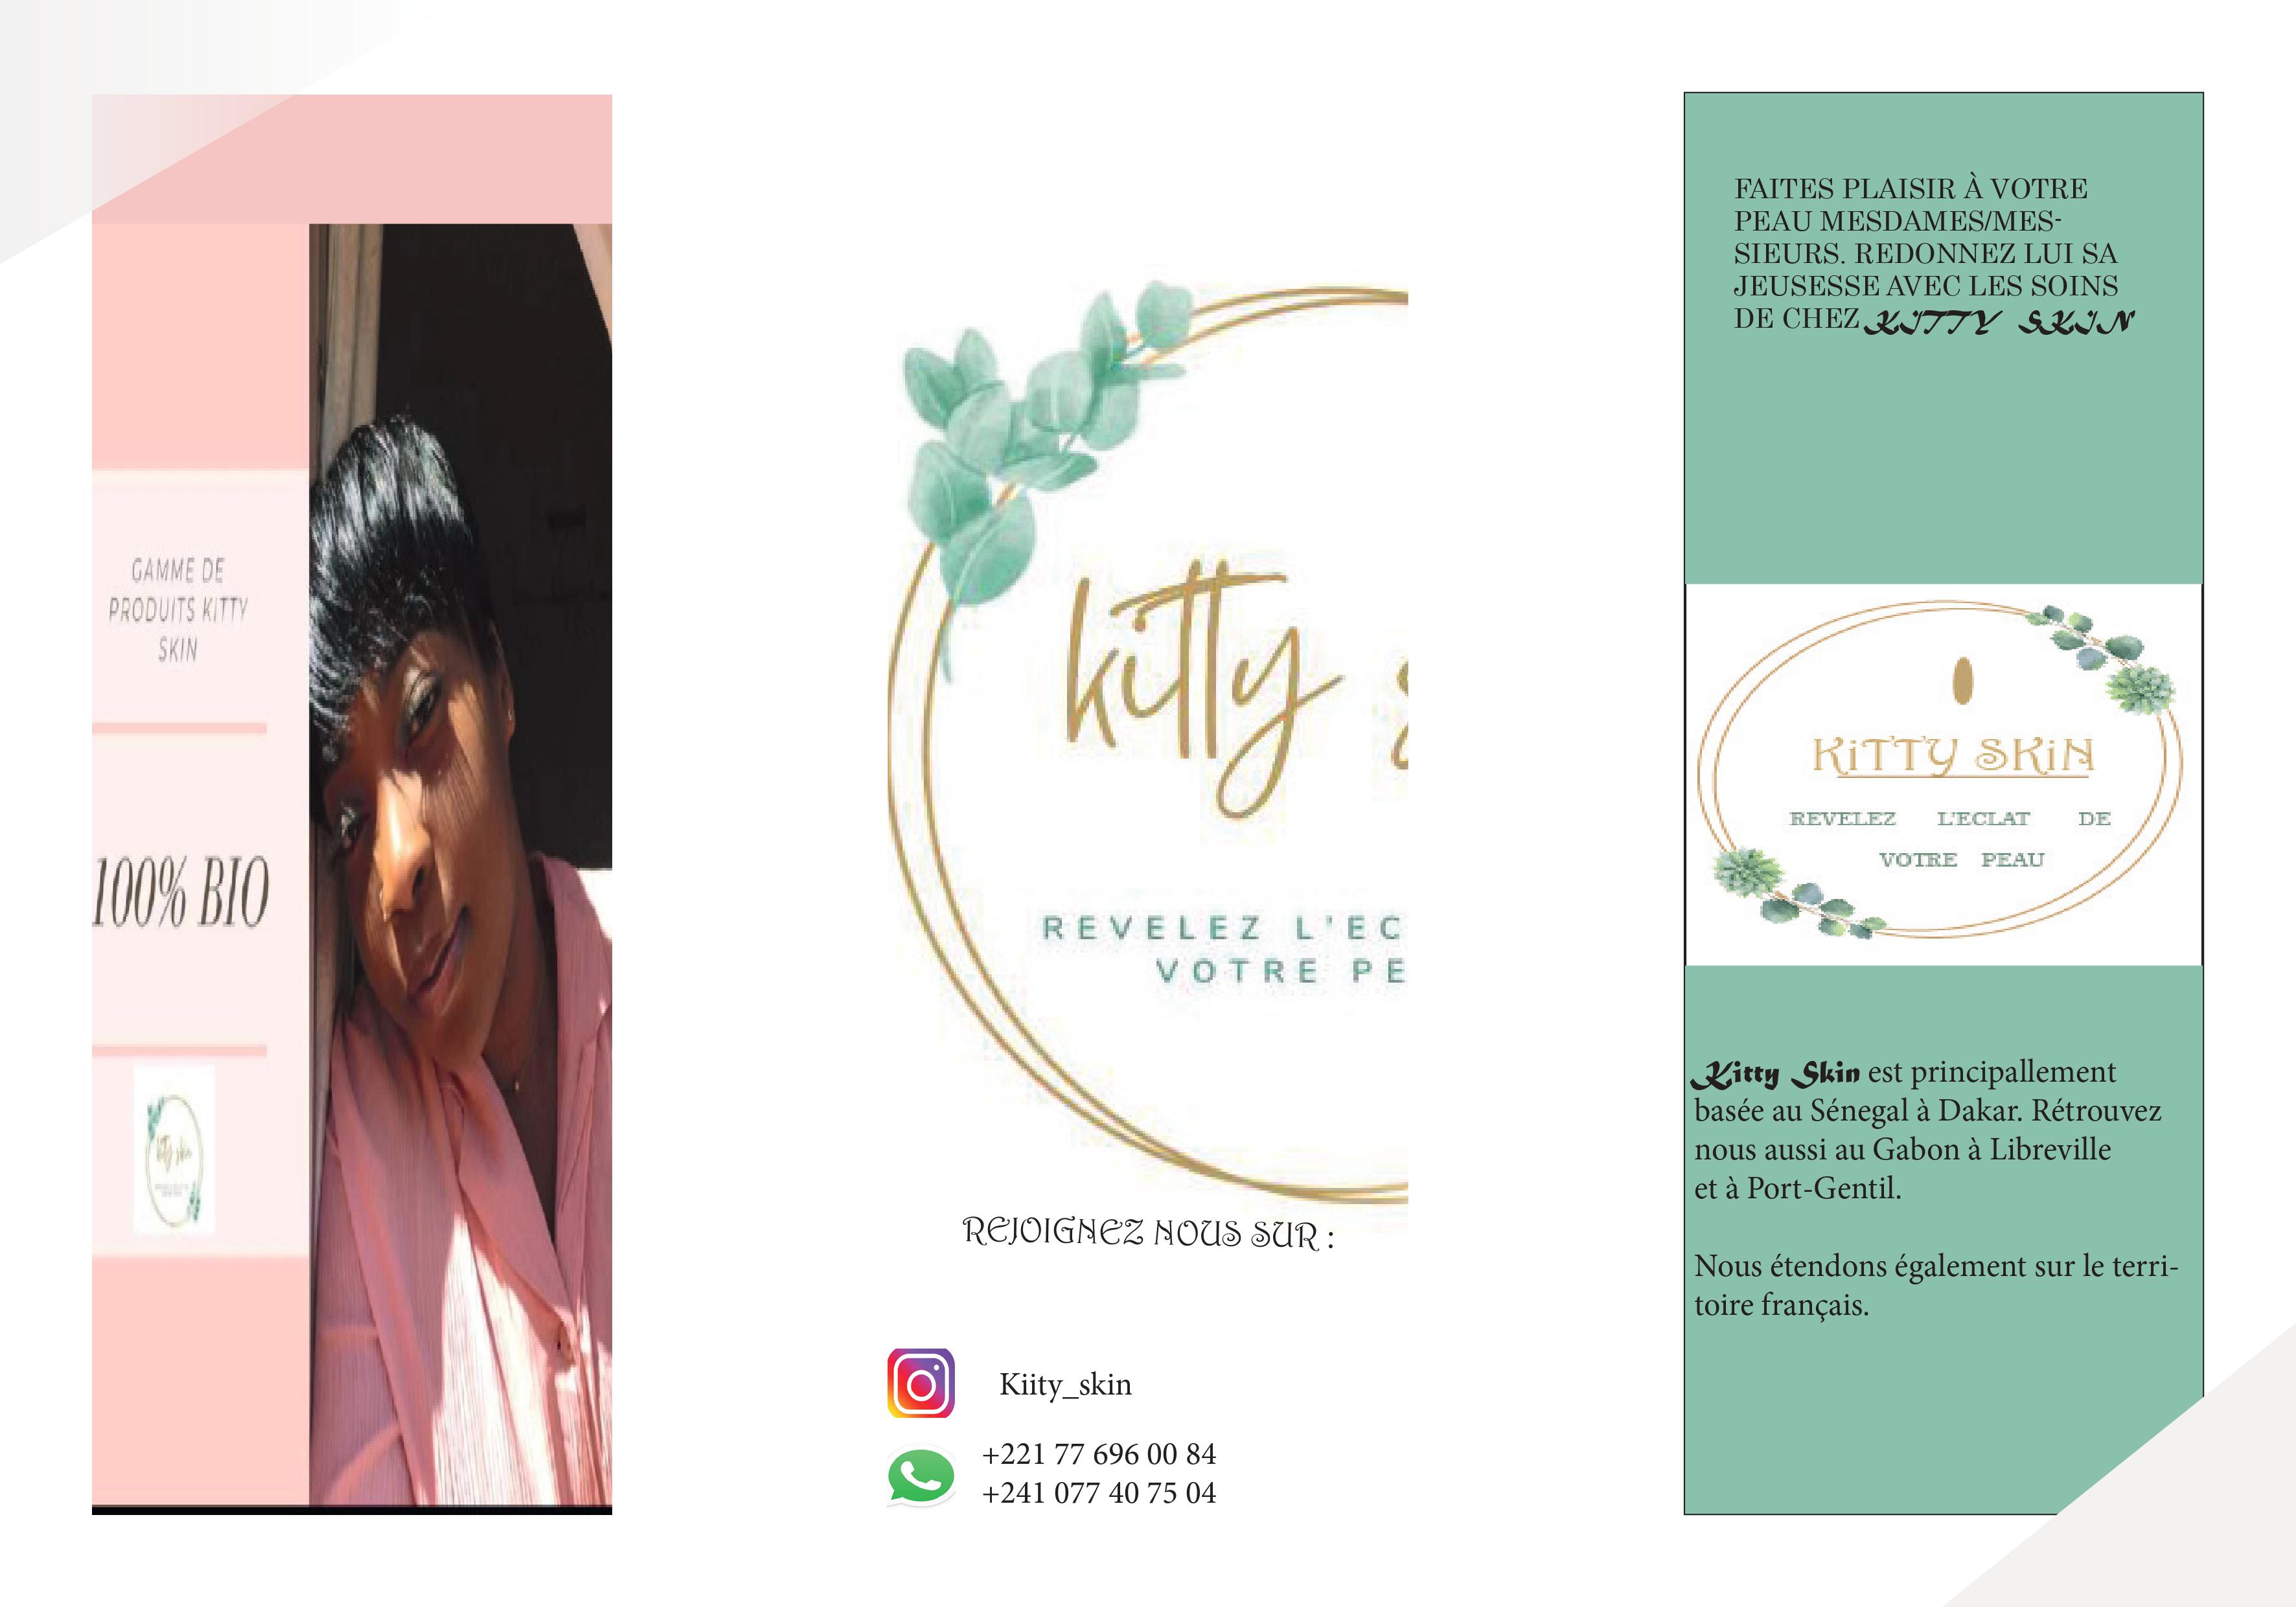 GAMME DE
PRODUITS KITTY
SKIN
100% BIO
kitty skin
kitty s
REVELEZ L'EC
VOTRE PE
REJOIGNEZ NOUS SUR :
Kiity_skin
+221 77 696 00 84
+241 077 40 75 04
FAITES PLAISIR À VOTRE
PEAU MESDAMES/MES-
SIEURS. REDONNEZ LUI SA
JEUSESSE AVEC LES SOINS
DE CHEZ KITTY SKIN
KiTTY SKiN
REVELEZ L'ECLAT DE
VOTRE PEAU
Kitty Skin est principallement
basée au Sénegal à Dakar. Rétrouvez
nous aussi au Gabon à Libreville
et à Port-Gentil.
Nous étendons également sur le terri-
toire français.